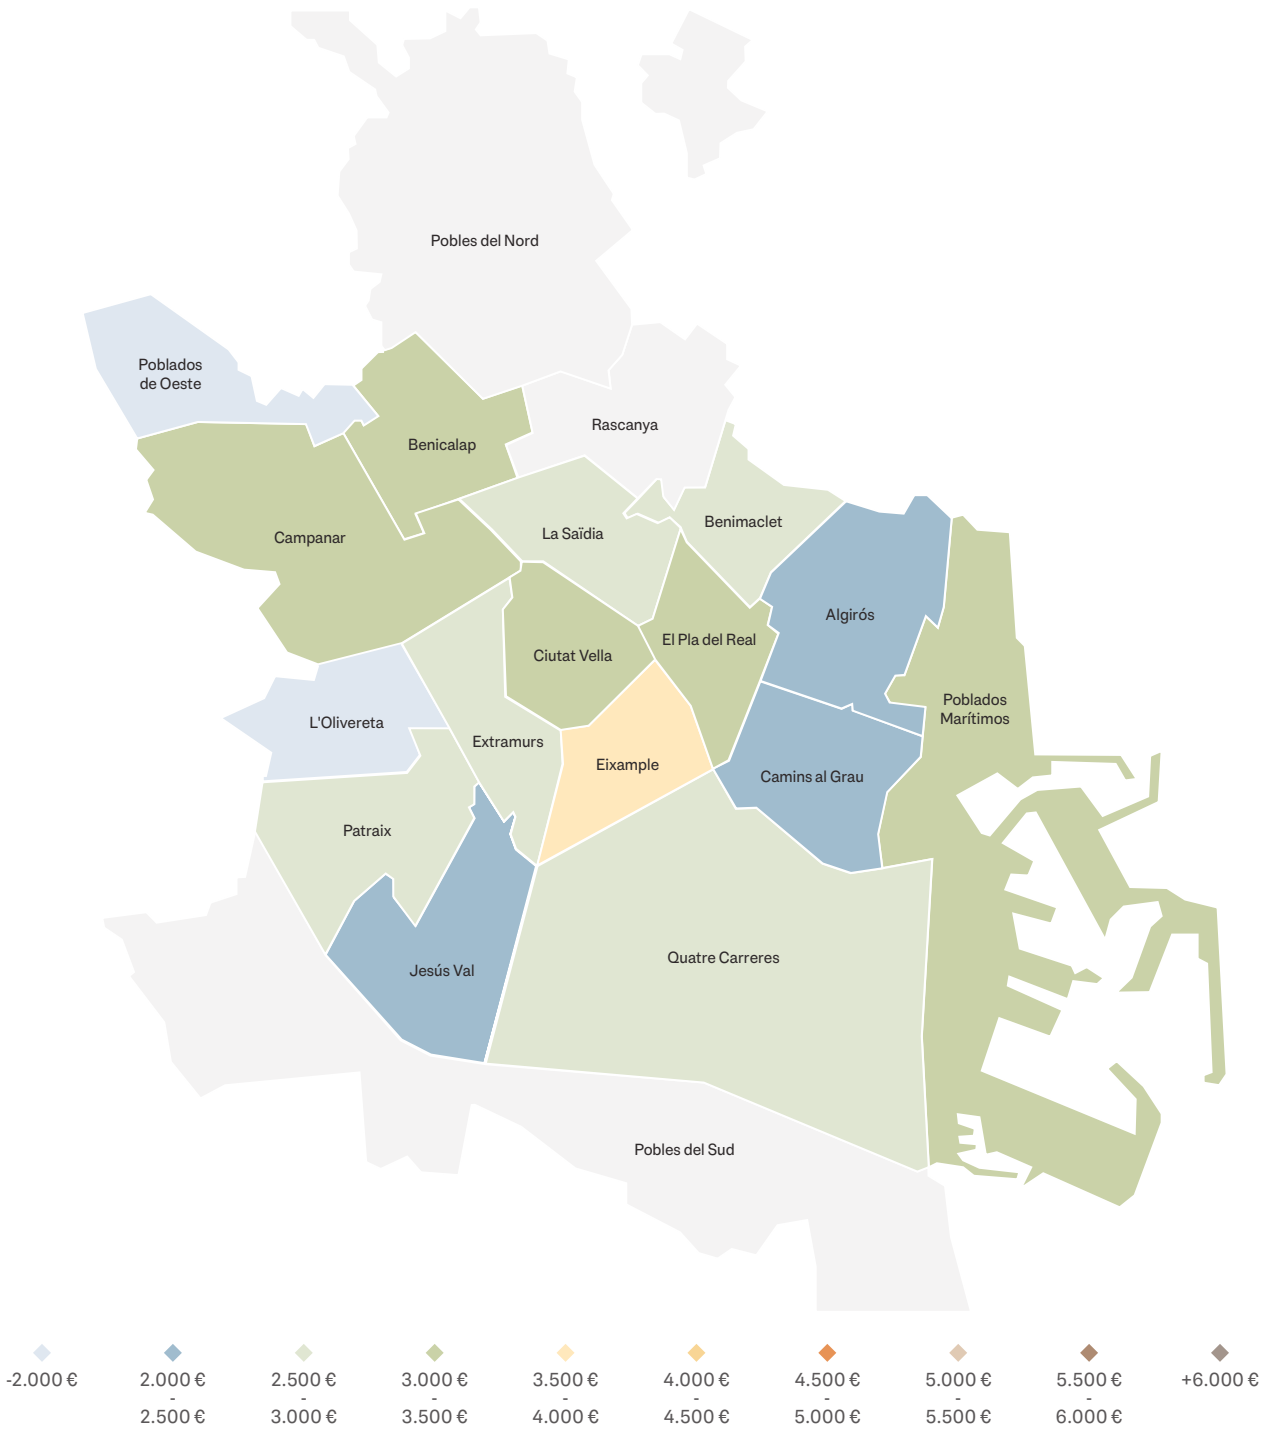 Pobles del Nord
Poblados
de Oeste
Rascanya
Benicalap
Benimaclet
La Saïdia
Campanar
Algirós
El Pla del Real
Ciutat Vella
Poblados
Marítimos
L'Olivereta
Extramurs
Eixample
Camins al Grau
Patraix
Quatre Carreres
Jesús Val
Pobles del Sud
-2.000 €
2.000 €
-
2.500 €
2.500 €
-
3.000 €
3.000 €
-
3.500 €
3.500 €
-
4.000 €
4.000 €
-
4.500 €
4.500 €
-
5.000 €
5.000 €
-
5.500 €
5.500 €
-
6.000 €
+6.000 €